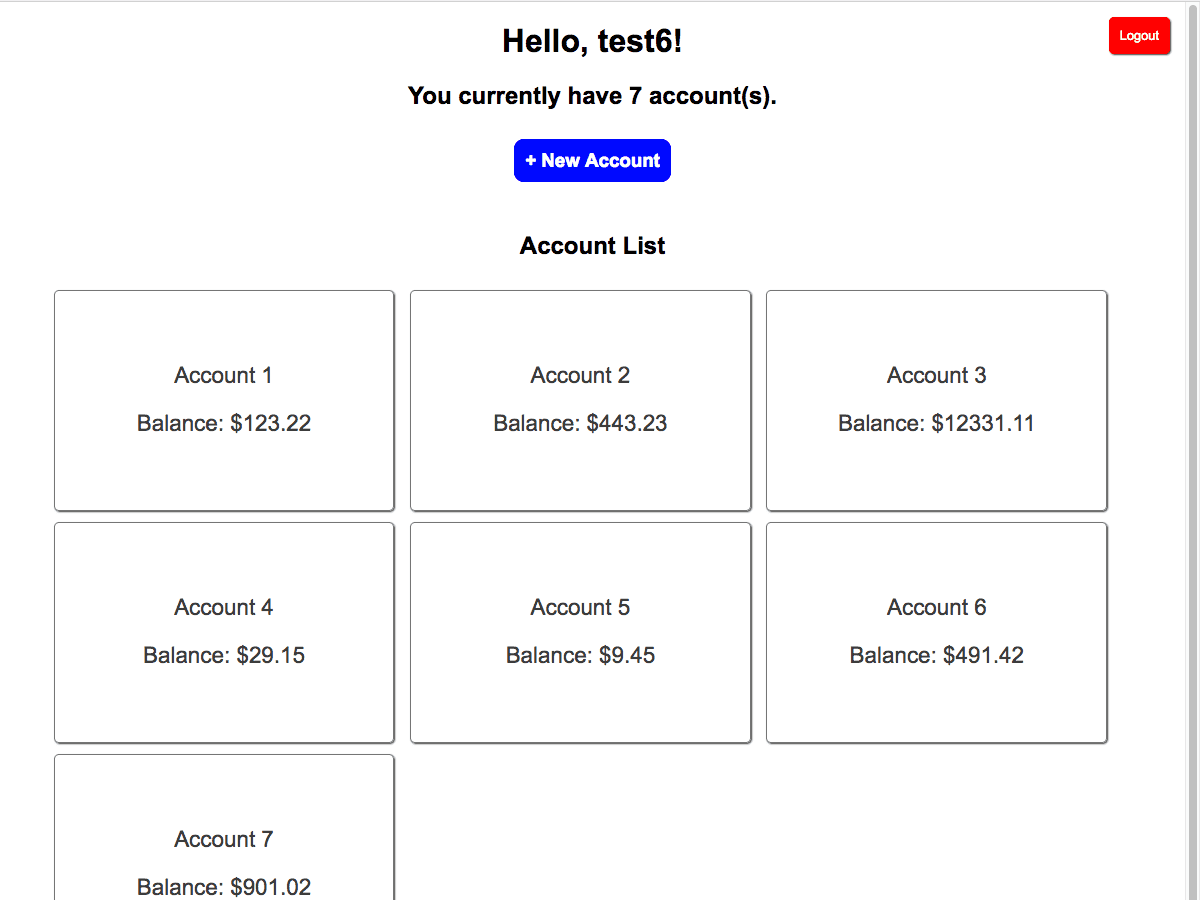 Hello, test6!
Logout
You currently have 7 account(s).
+ New Account
Account List
Account 1
Balance: $123.22
Account 2
Balance: $443.23
Account 3
Balance: $12331.11
Account 4
Balance: $29.15
Account 5
Balance: $9.45
Account 6
Balance: $491.42
Account 7
Balance: $901.02